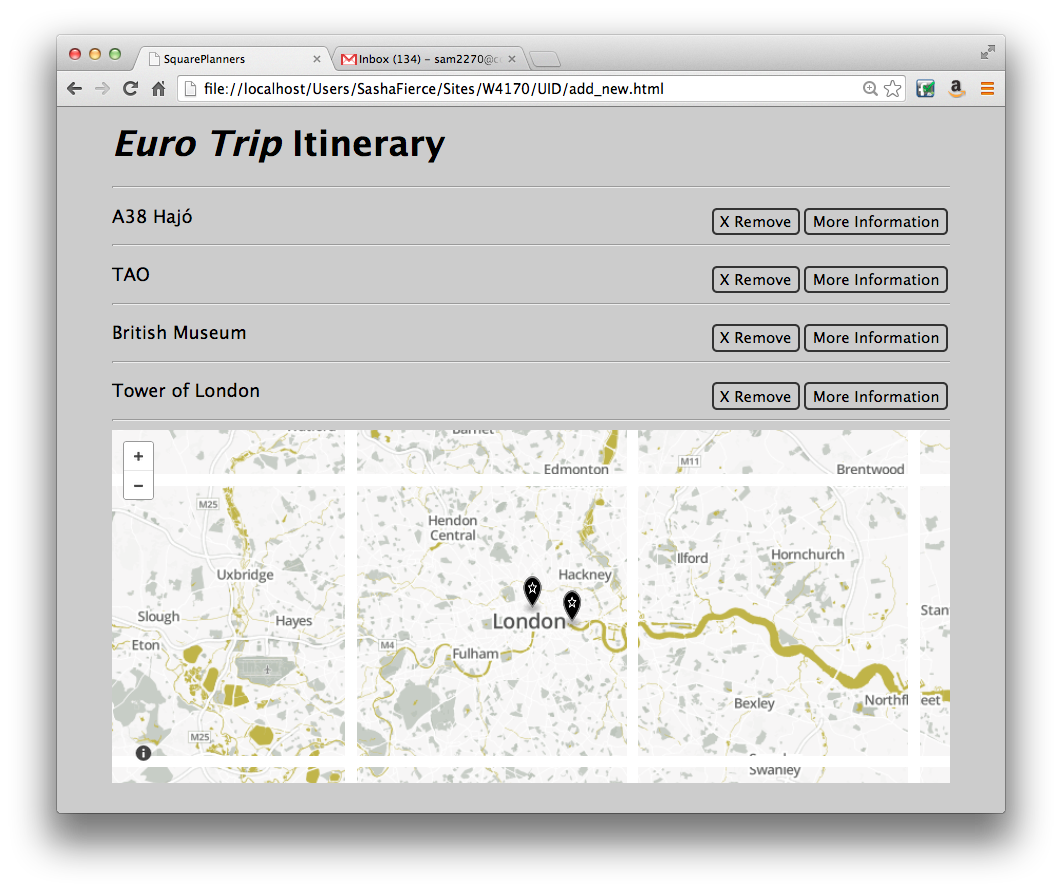 SquarePlanners
Inbox (134) – sam2270@c
file://localhost/Users/SashaFierce/Sites/W4170/UID/add_new.html
Euro Trip Itinerary
A38 Hajó
X Remove More Information
TAO
X Remove More Information
British Museum
X Remove More Information
Tower of London
X Remove More Information
+
−
Barnet
Edmonton
M11
Brentwood
M25
Hendon
Central
Ilford
Hornchurch
Uxbridge
Hackney
Slough
Hayes
London
Stan
Eton
M4
Fulham
Bexley
Northfl eet
M25
i
Swanley